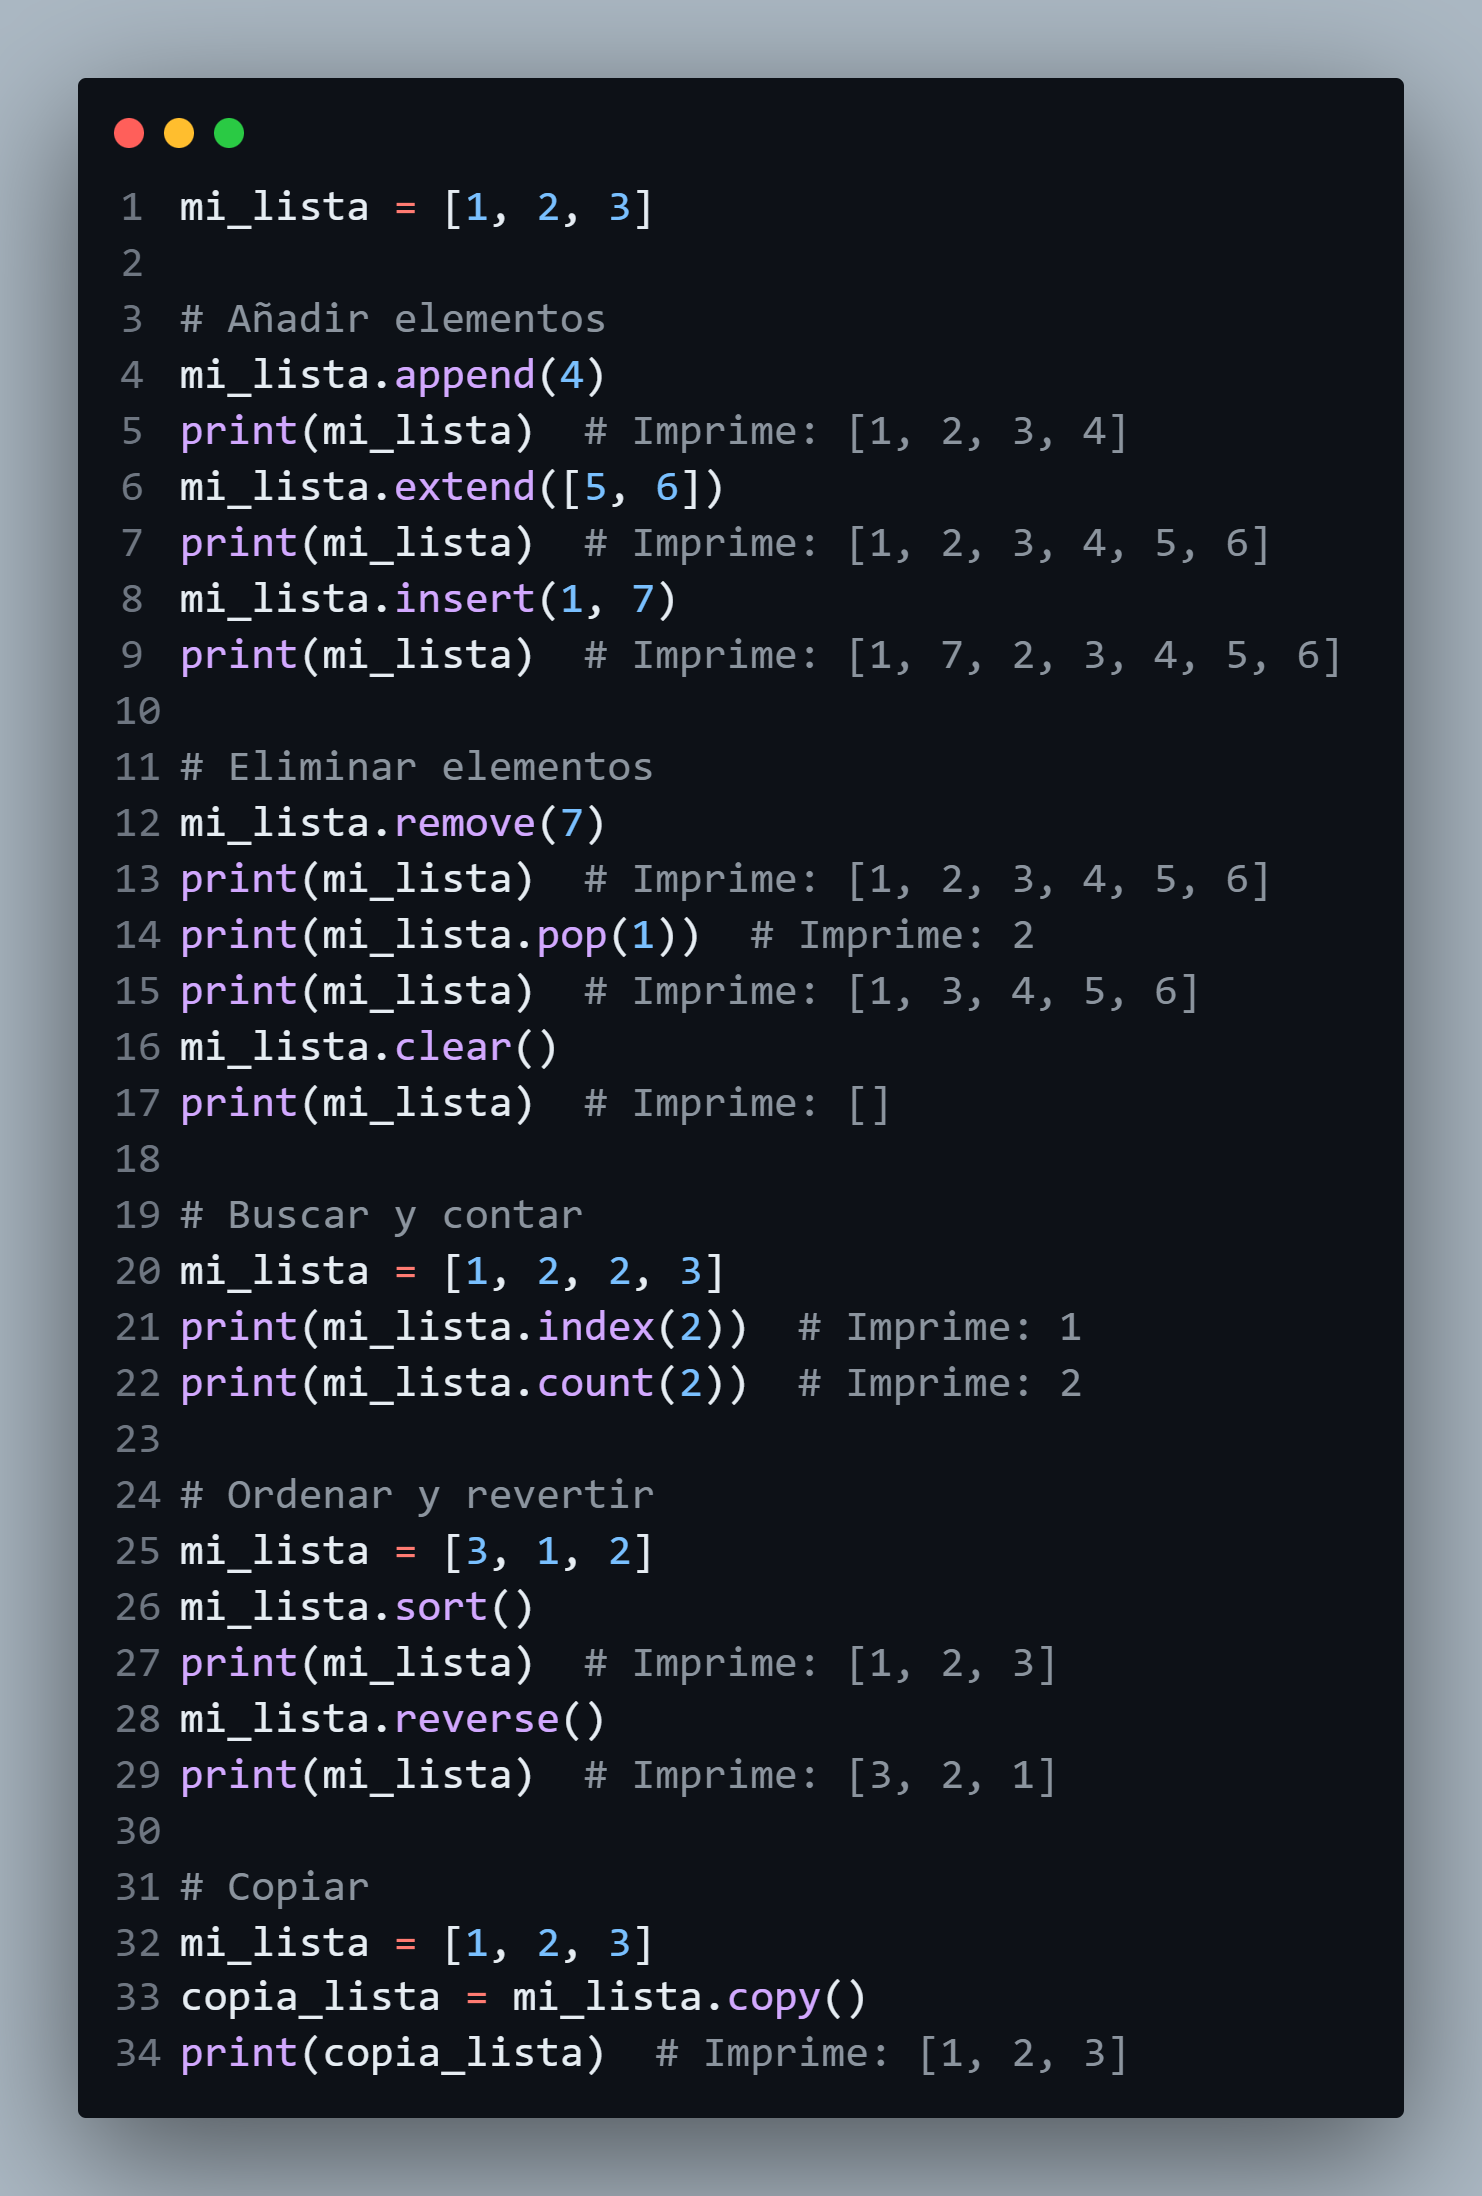 1 mi_lista = [1, 2, 3]
2
3 # Añadir elementos
4 mi_lista.append(4)
5 print(mi_lista)  # Imprime: [1, 2, 3, 4]
6 mi_lista.extend([5, 6])
7 print(mi_lista)  # Imprime: [1, 2, 3, 4, 5, 6]
8 mi_lista.insert(1, 7)
9 print(mi_lista)  # Imprime: [1, 7, 2, 3, 4, 5, 6]
10
11 # Eliminar elementos
12 mi_lista.remove(7)
13 print(mi_lista)  # Imprime: [1, 2, 3, 4, 5, 6]
14 print(mi_lista.pop(1))  # Imprime: 2
15 print(mi_lista)  # Imprime: [1, 3, 4, 5, 6]
16 mi_lista.clear()
17 print(mi_lista)  # Imprime: []
18
19 # Buscar y contar
20 mi_lista = [1, 2, 2, 3]
21 print(mi_lista.index(2))  # Imprime: 1
22 print(mi_lista.count(2))  # Imprime: 2
23
24 # Ordenar y revertir
25 mi_lista = [3, 1, 2]
26 mi_lista.sort()
27 print(mi_lista)  # Imprime: [1, 2, 3]
28 mi_lista.reverse()
29 print(mi_lista)  # Imprime: [3, 2, 1]
30
31 # Copiar
32 mi_lista = [1, 2, 3]
33 copia_lista = mi_lista.copy()
34 print(copia_lista)  # Imprime: [1, 2, 3]